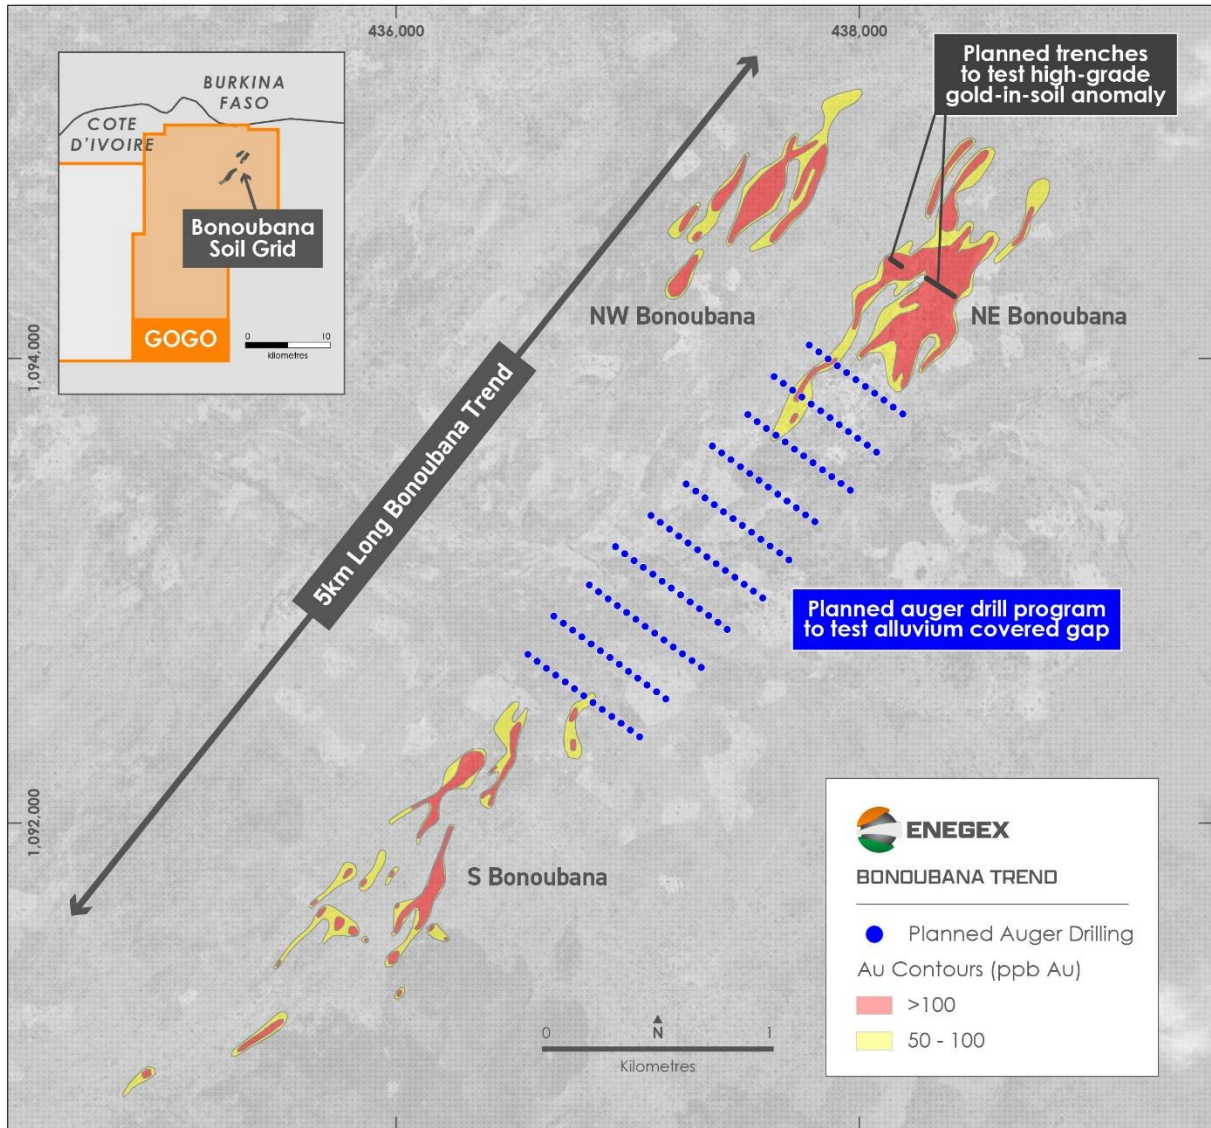 436,000
438,000
Planned trenches
to test high-grade
gold-in-soil anomaly
BURKINA
FASO
COTE
D'IVOIRE
Bonoubana
Soil Grid
GOGO
0 10
kilometres
NW Bonoubana
NE Bonoubana
1,094,000
5km Long Bonoubana Trend
Planned auger drill program
to test alluvium covered gap
1,092,000
S Bonoubana
0 1
N
Kilometres
ENEGEX
BONOUBANA TREND
Planned Auger Drilling
Au Contours (ppb Au)
>100
50 - 100